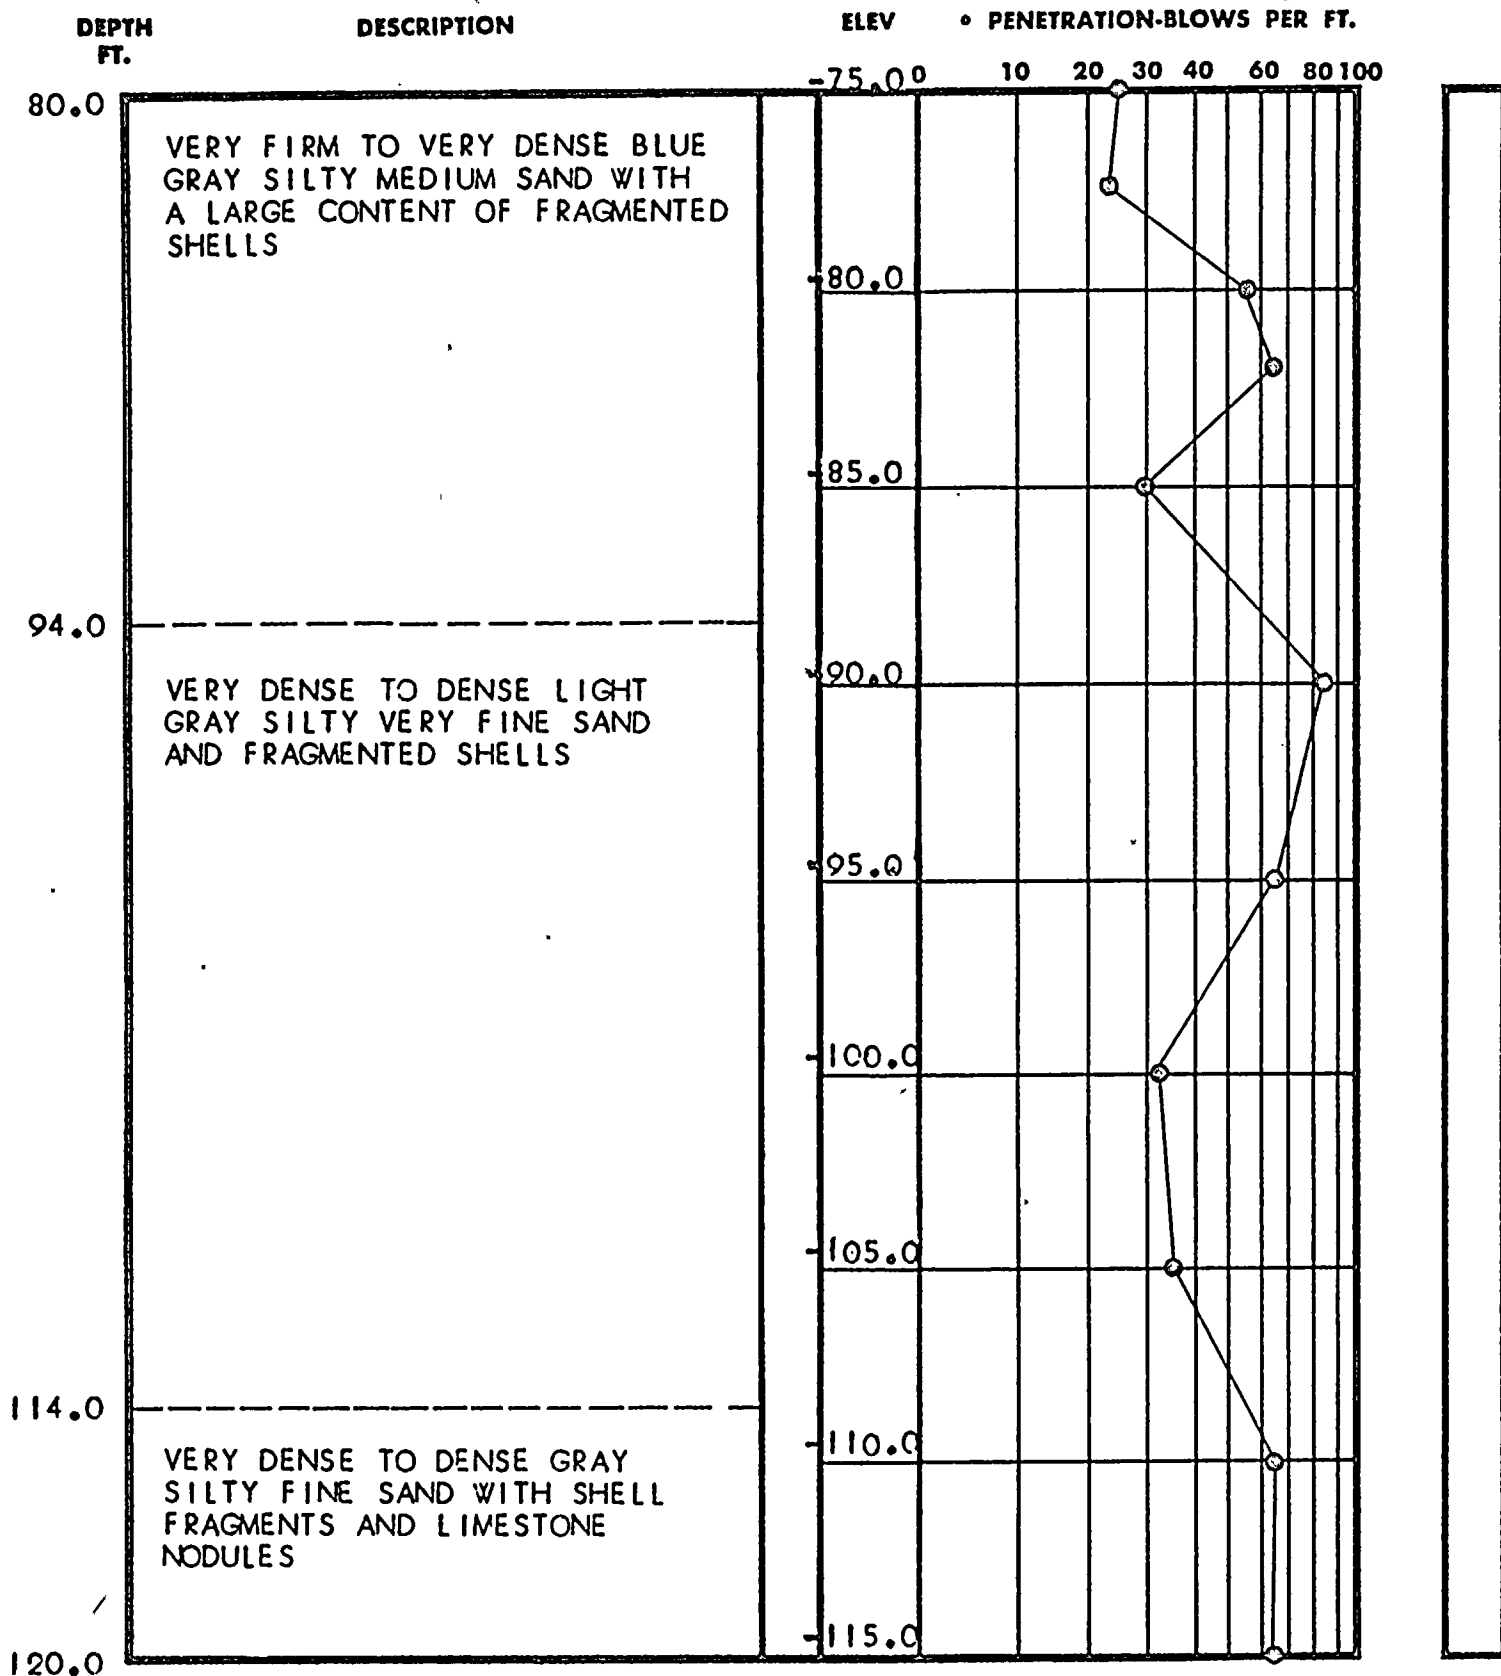 DEPTH DESCRIPTION ELEV PENETRATION-BLOWS PER FT.
FT.
-75.0 0 10 20 30 40 60 80 100
80.0
VERY FIRM TO VERY DENSE BLUE
GRAY SILTY MEDIUM SAND WITH
A LARGE CONTENT OF FRAGMENTED
SHELLS
-80.0
-85.0
94.0
VERY DENSE TO DENSE LIGHT
GRAY SILTY VERY FINE SAND
AND FRAGMENTED SHELLS
-90.0
-95.0
-100.0
-105.0
114.0
VERY DENSE TO DENSE GRAY
SILTY FINE SAND WITH SHELL
FRAGMENTS AND LIMESTONE
NODULES
-110.0
-115.0
120.0